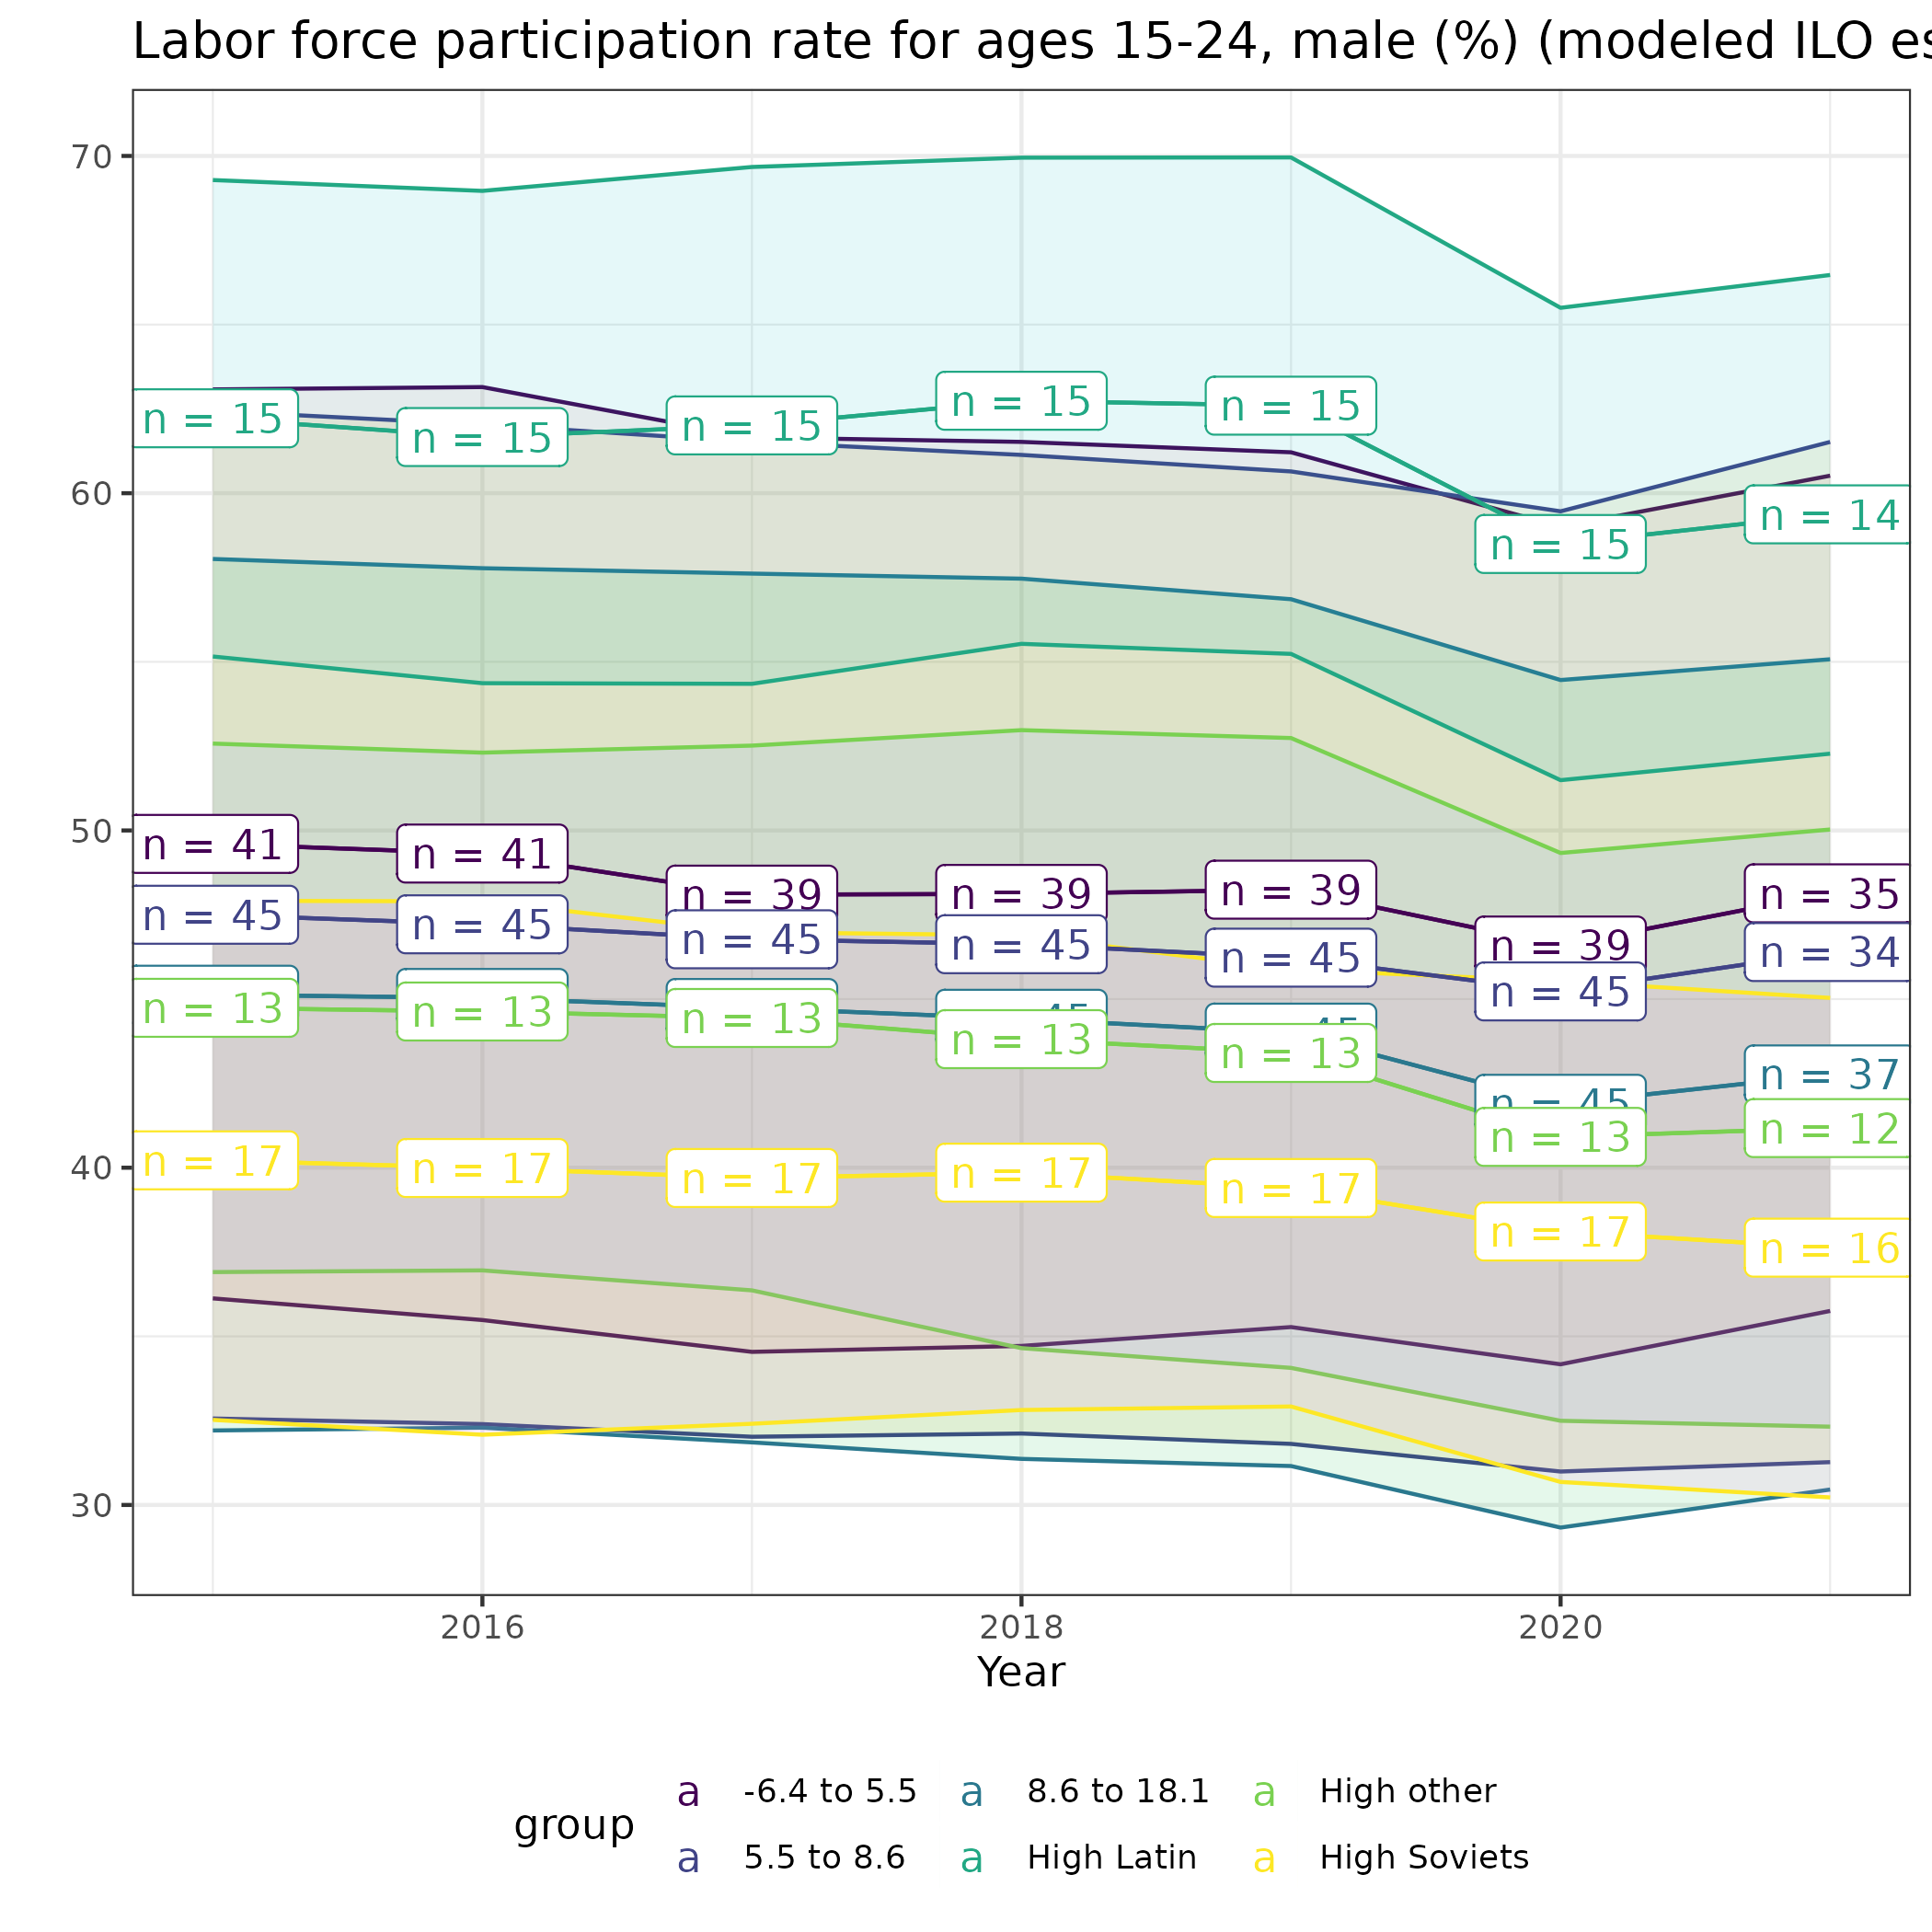 Labor force participation rate for ages 15-24, male (%) (modeled ILO es
70
60
50
40
30
n = 15
n = 15
n = 15
n = 15
n = 15
n = 15
n = 14
n = 41
n = 41
n = 39
n = 39
n = 39
n = 39
n = 35
n = 45
n = 45
n = 45
n = 45
n = 45
n = 45
n = 34
45
45
n = 45
n = 37
n = 13
n = 13
n = 13
n = 13
n = 13
n = 13
n = 12
n = 17
n = 17
n = 17
n = 17
n = 17
n = 17
n = 16
2016
2018
2020
Year
group
a -6.4 to 5.5
a 8.6 to 18.1
a High other
a 5.5 to 8.6
a High Latin
a High Soviets